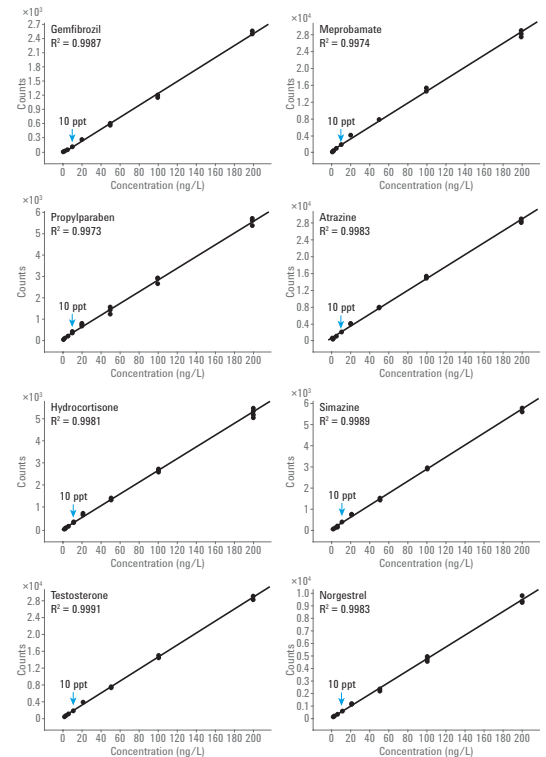 ×10³
Gemfibrozil
R² = 0.9987
2.7
2.4
2.1
1.8
1.5
1.2
0.9
0.6
0.3
0
Counts
10 ppt
0 20 40 60 80 100 120 140 160 180 200
Concentration (ng/L)
×10⁴
Meprobamate
R² = 0.9974
2.8
2.4
2.0
1.6
1.2
0.8
0.4
0
Counts
10 ppt
0 20 40 60 80 100 120 140 160 180 200
Concentration (ng/L)
×10³
Propylparaben
R² = 0.9973
6
5
4
3
2
1
0
Counts
10 ppt
0 20 40 60 80 100 120 140 160 180 200
Concentration (ng/L)
×10⁴
Atrazine
R² = 0.9983
2.8
2.4
2.0
1.6
1.2
0.8
0.4
0
Counts
10 ppt
0 20 40 60 80 100 120 140 160 180 200
Concentration (ng/L)
×10³
Hydrocortisone
R² = 0.9981
5
4
3
2
1
0
Counts
10 ppt
0 20 40 60 80 100 120 140 160 180 200
Concentration (ng/L)
×10³
Simazine
R² = 0.9989
6
5
4
3
2
1
0
Counts
10 ppt
0 20 40 60 80 100 120 140 160 180 200
Concentration (ng/L)
×10⁴
Testosterone
R² = 0.9991
2.8
2.4
2.0
1.6
1.2
0.8
0.4
0
Counts
10 ppt
0 20 40 60 80 100 120 140 160 180 200
Concentration (ng/L)
×10⁴
Norgestrel
R² = 0.9983
1.0
0.9
0.8
0.7
0.6
0.5
0.4
0.3
0.2
0.1
0
Counts
10 ppt
0 20 40 60 80 100 120 140 160 180 200
Concentration (ng/L)